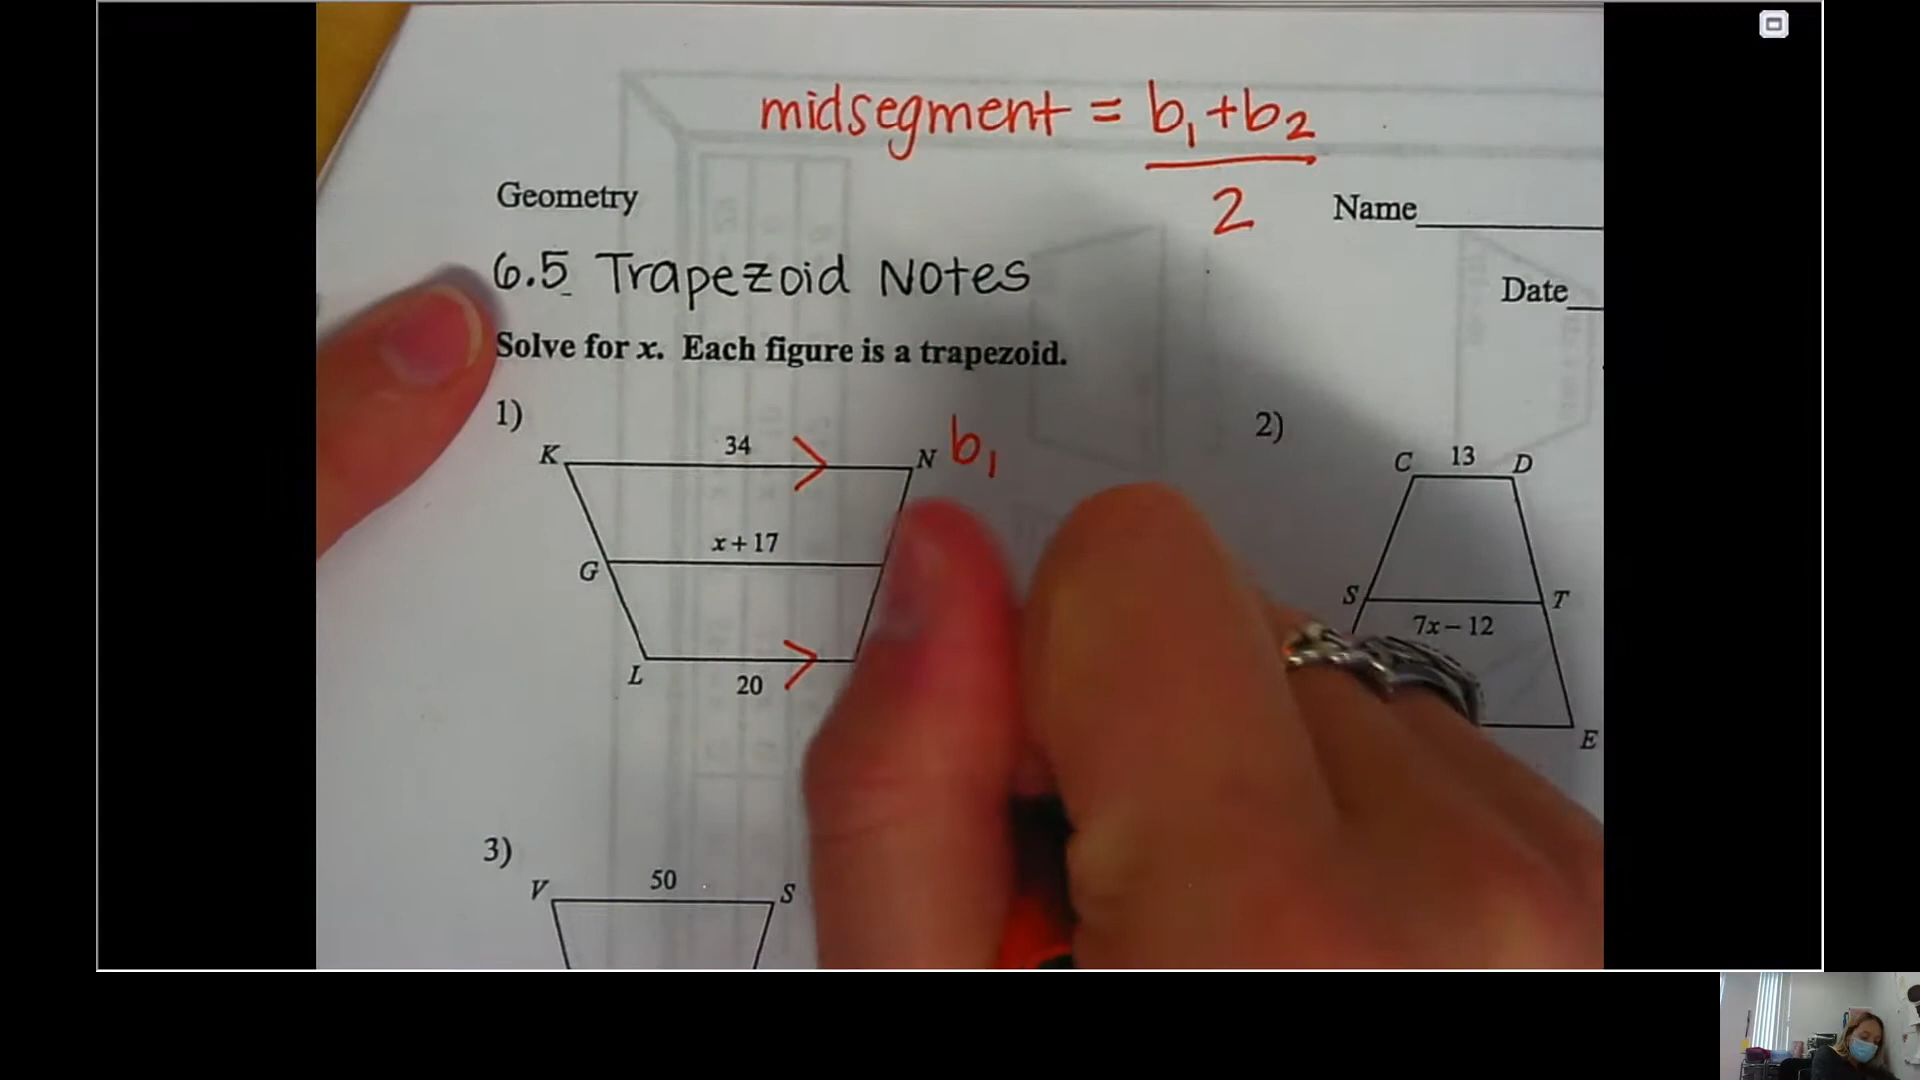 midsegment = b₁+b₂
2
Geometry
Name
6.5 Trapezoid Notes
Date
Solve for x. Each figure is a trapezoid.
1)
K 34 N b₁
x+17
G
L 20
2)
C 13 D
S T
7x – 12
E
3)
V 50 S